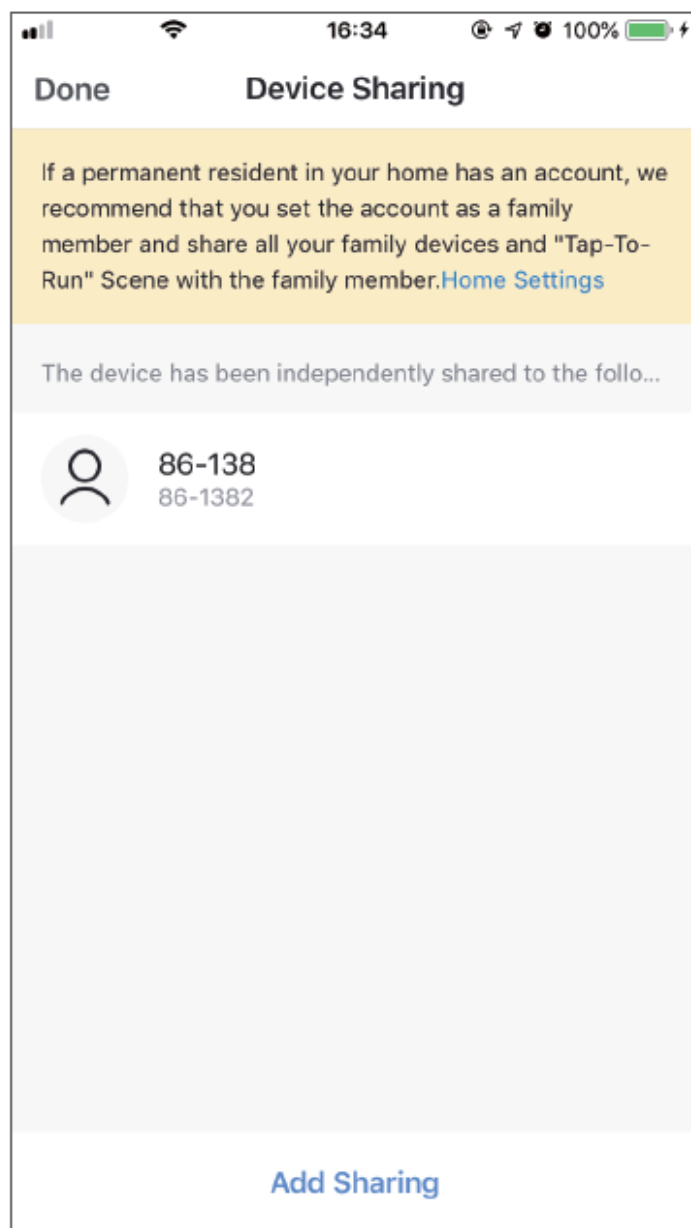 16:34
100%
Done
Device Sharing
If a permanent resident in your home has an account, we
recommend that you set the account as a family
member and share all your family devices and "Tap-To-
Run" Scene with the family member.Home Settings
The device has been independently shared to the follo...
86-138
86-1382
Add Sharing